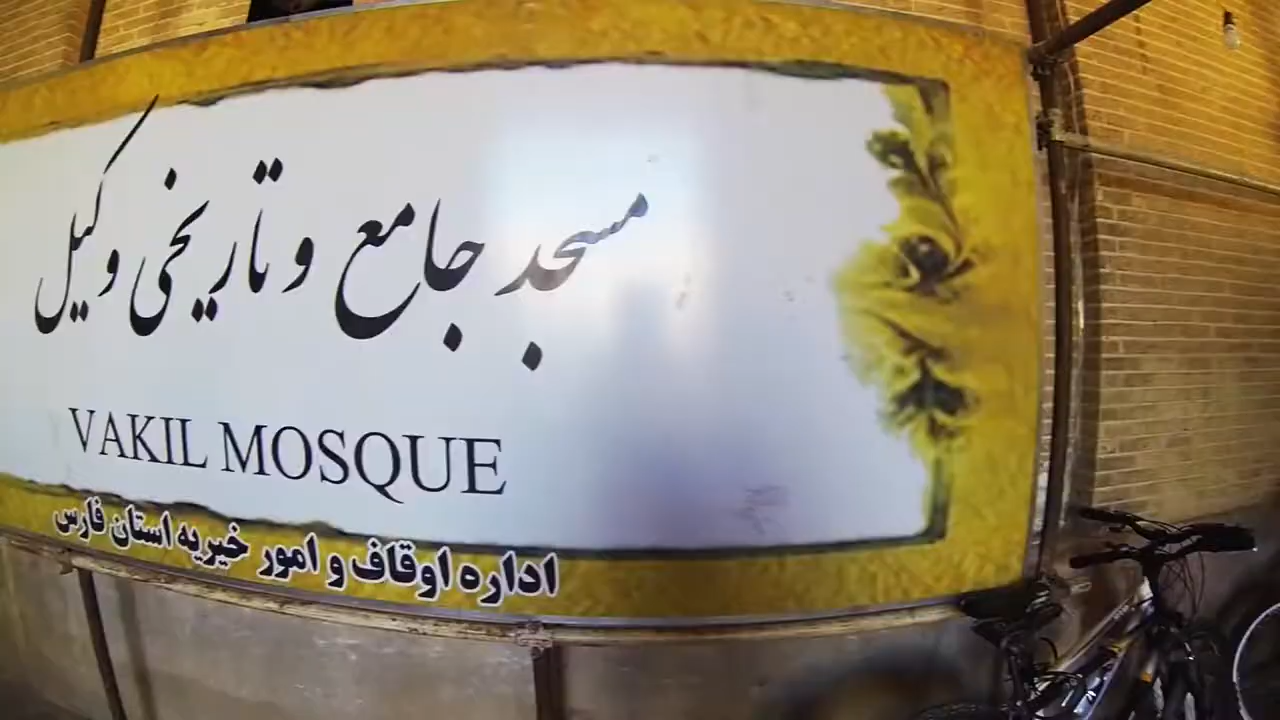 مسجد جامع و تاریخی وکیل
VAKIL MOSQUE
اداره اوقاف و امور خیریه استان فارس